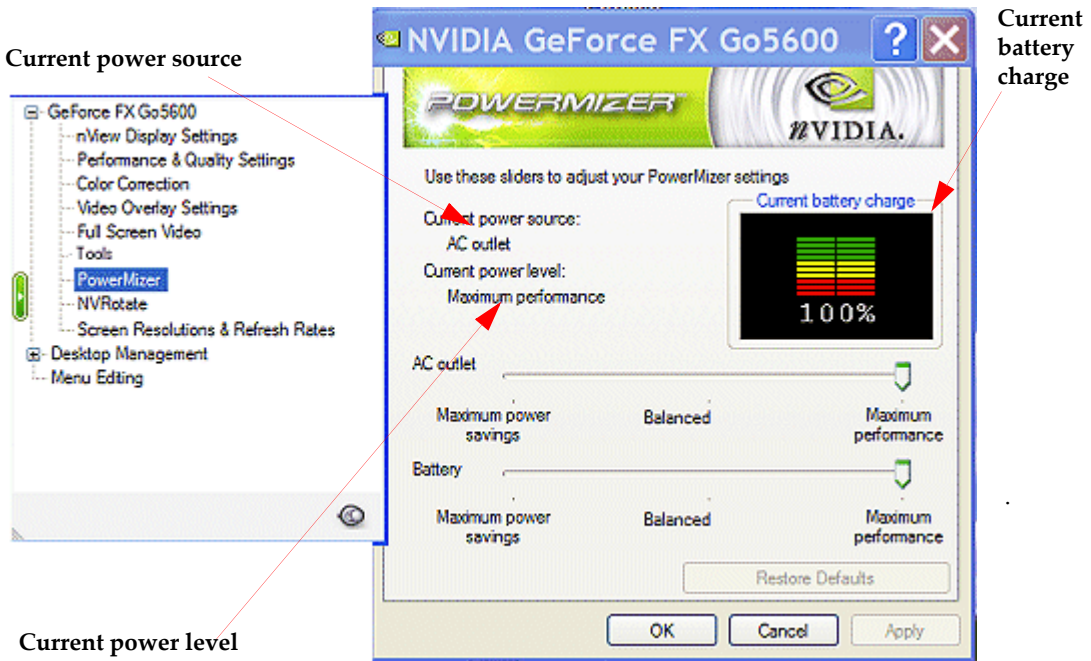 Current power source
Current
battery
charge
GeForce FX Go5600
nView Display Settings
Performance & Quality Settings
Color Correction
Video Overlay Settings
Full Screen Video
Tools
PowerMizer
NVRotate
Screen Resolutions & Refresh Rates
Desktop Management
Menu Editing
NVIDIA GeForce FX Go5600
POWERMIZER
nVIDIA.
Use these sliders to adjust your PowerMizer settings
Current power source:
AC outlet
Current power level:
Maximum performance
Current battery charge
100%
AC outlet
Maximum power
savings
Balanced
Maximum
performance
Battery
Maximum power
savings
Balanced
Maximum
performance
Restore Defaults
OK
Cancel
Apply
Current power level